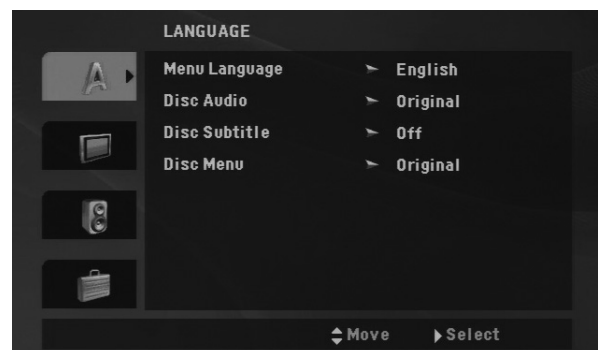 LANGUAGE
A
Menu Language English
Disc Audio Original
Disc Subtitle Off
Disc Menu Original
Move Select